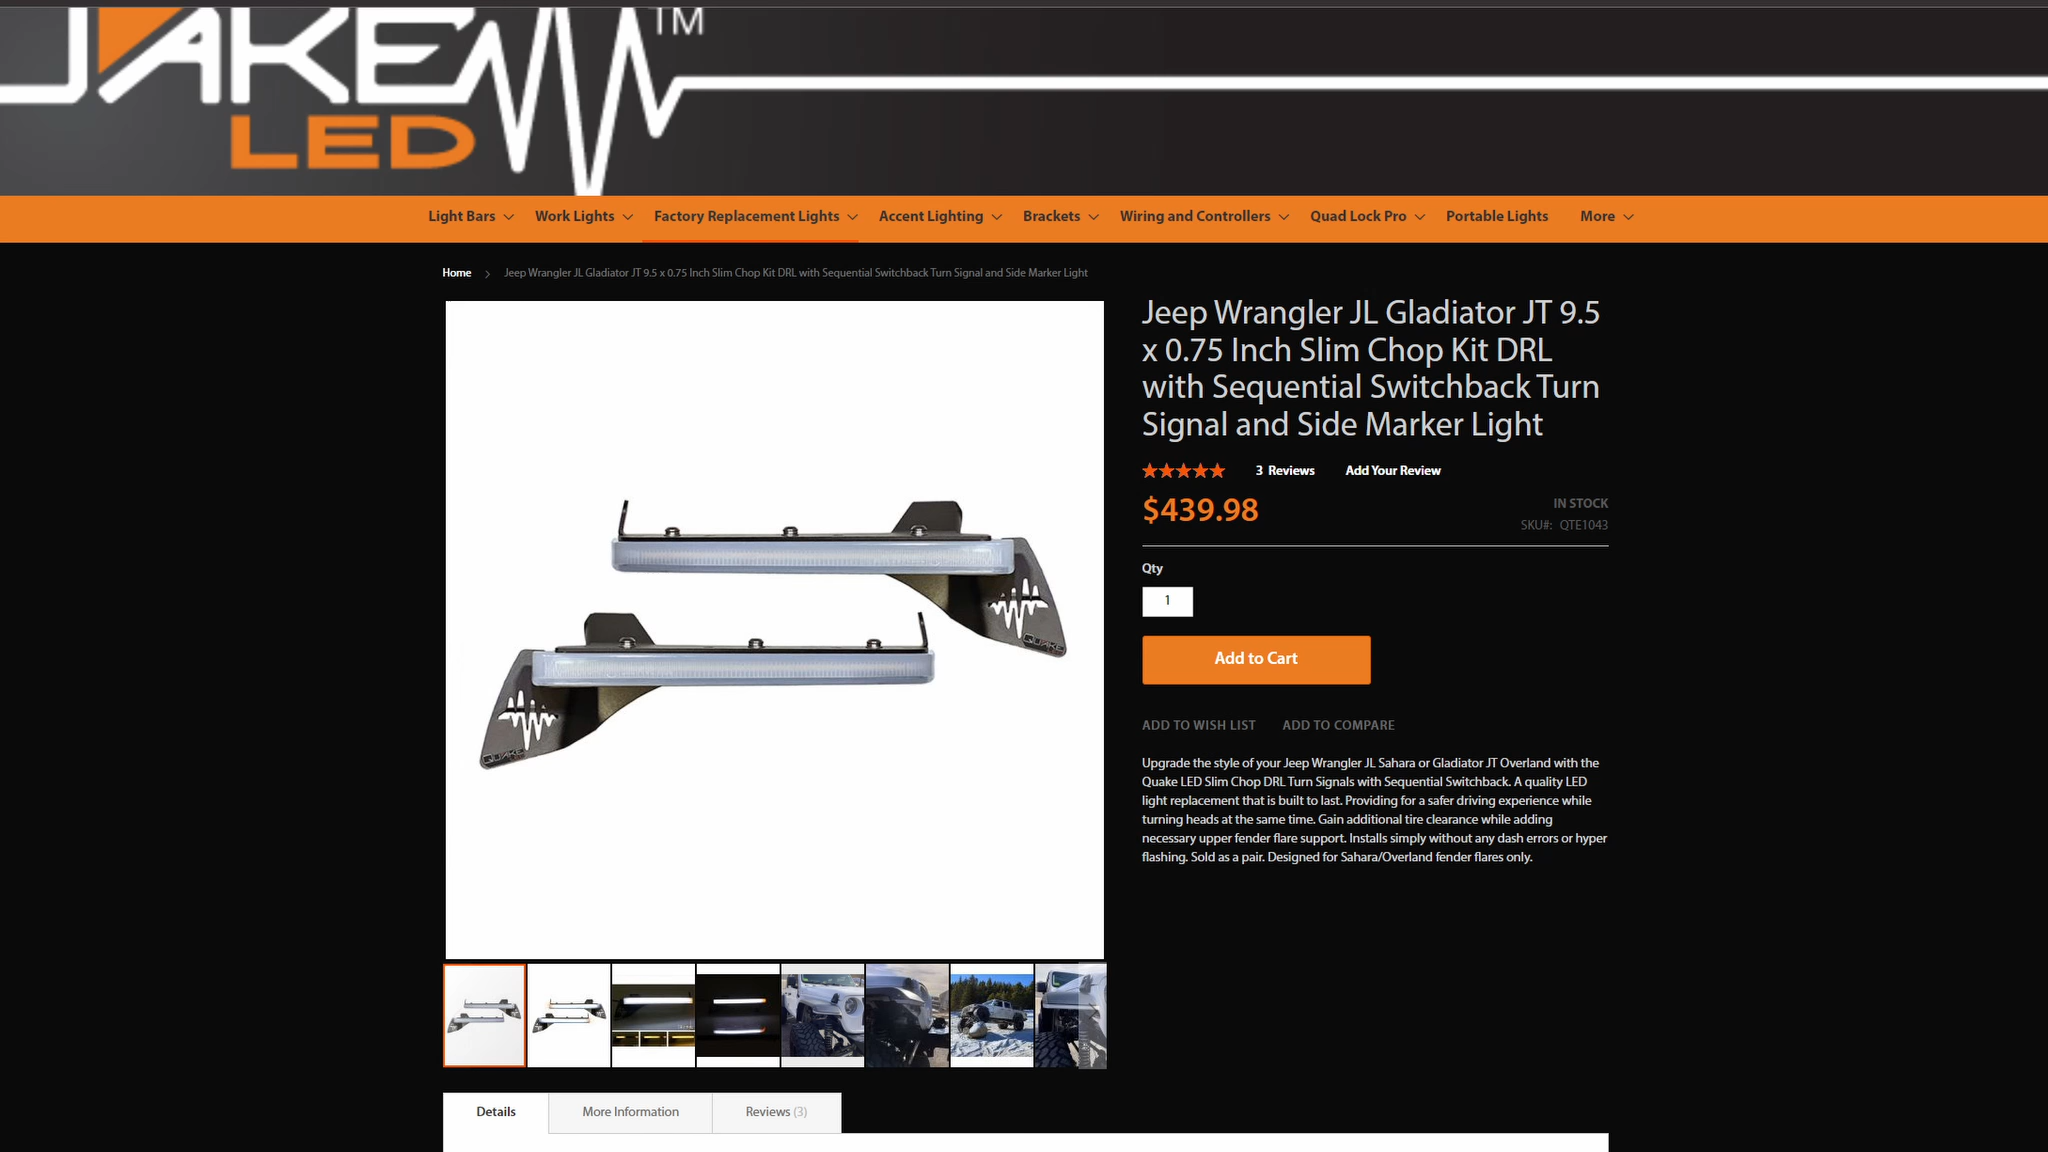 JAKE TM
LED
Light Bars
Work Lights
Factory Replacement Lights
Accent Lighting
Brackets
Wiring and Controllers
Quad Lock Pro
Portable Lights
More
Home
Jeep Wrangler JL Gladiator JT 9.5 x 0.75 Inch Slim Chop Kit DRL with Sequential Switchback Turn Signal and Side Marker Light
Jeep Wrangler JL Gladiator JT 9.5
x 0.75 Inch Slim Chop Kit DRL
with Sequential Switchback Turn
Signal and Side Marker Light
3 Reviews
Add Your Review
$439.98
IN STOCK
SKU#: QTE1043
Qty
1
Add to Cart
ADD TO WISH LIST
ADD TO COMPARE
Upgrade the style of your Jeep Wrangler JL Sahara or Gladiator JT Overland with the
Quake LED Slim Chop DRL Turn Signals with Sequential Switchback. A quality LED
light replacement that is built to last. Providing for a safer driving experience while
turning heads at the same time. Gain additional tire clearance while adding
necessary upper fender flare support. Installs simply without any dash errors or hyper
flashing. Sold as a pair. Designed for Sahara/Overland fender flares only.
QUAKE
QUAKE
Details
More Information
Reviews (3)